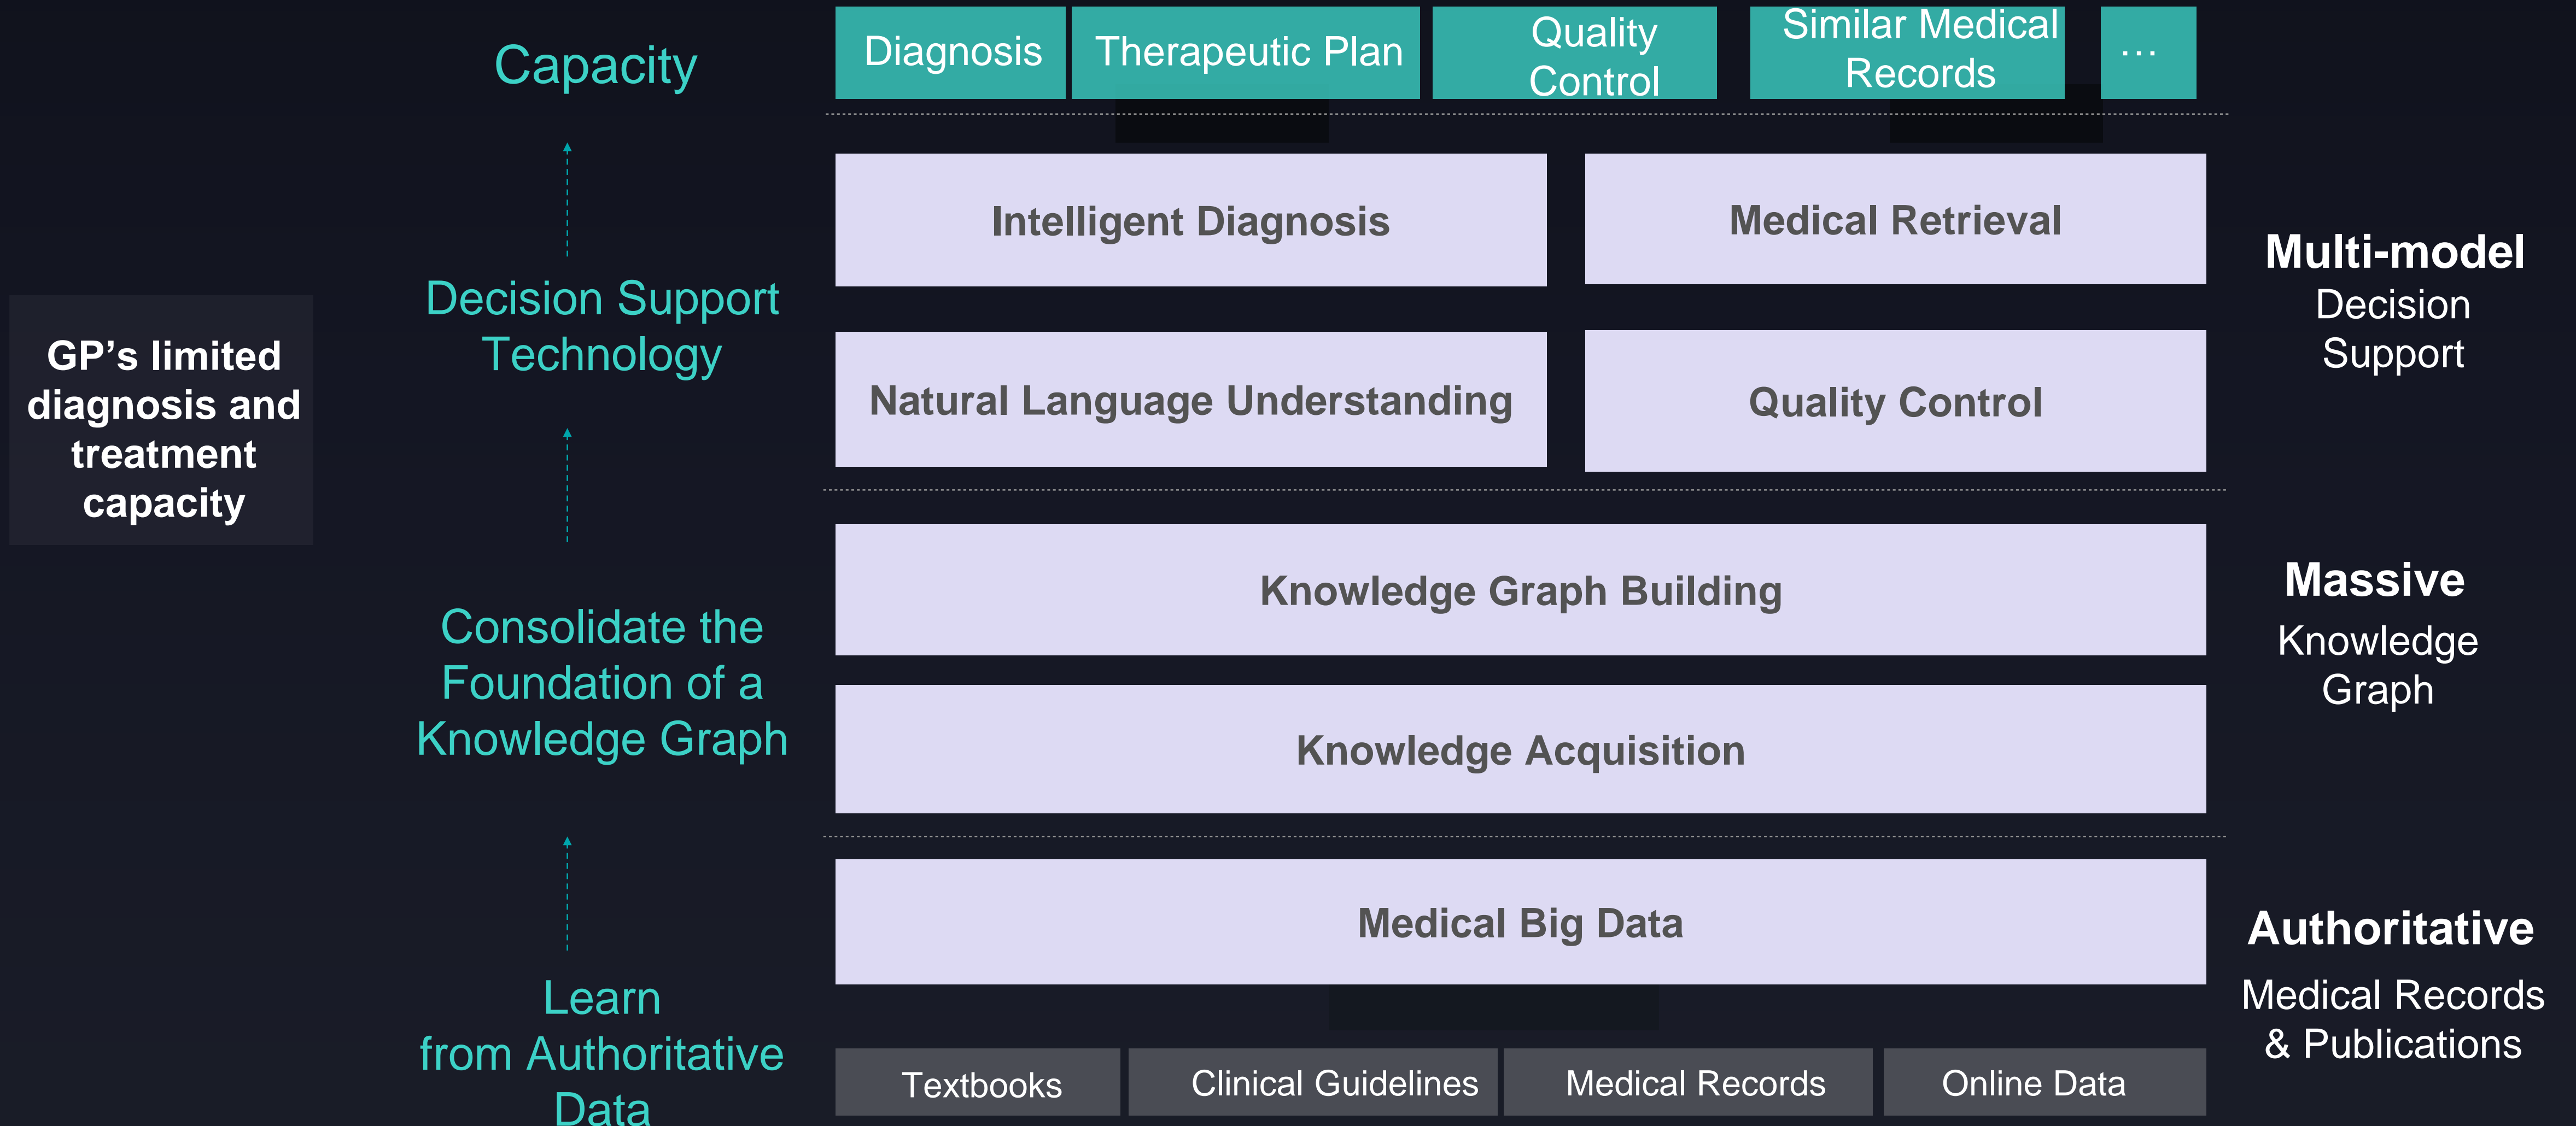 GP’s limited
diagnosis and
treatment
capacity
Capacity
Decision Support
Technology
Consolidate the
Foundation of a
Knowledge Graph
Learn
from Authoritative
Data
Diagnosis
Therapeutic Plan
Quality
Control
Similar Medical
Records
…
Intelligent Diagnosis
Medical Retrieval
Natural Language Understanding
Quality Control
Knowledge Graph Building
Knowledge Acquisition
Medical Big Data
Textbooks
Clinical Guidelines
Medical Records
Online Data
Multi-model
Decision
Support
Massive
Knowledge
Graph
Authoritative
Medical Records
& Publications